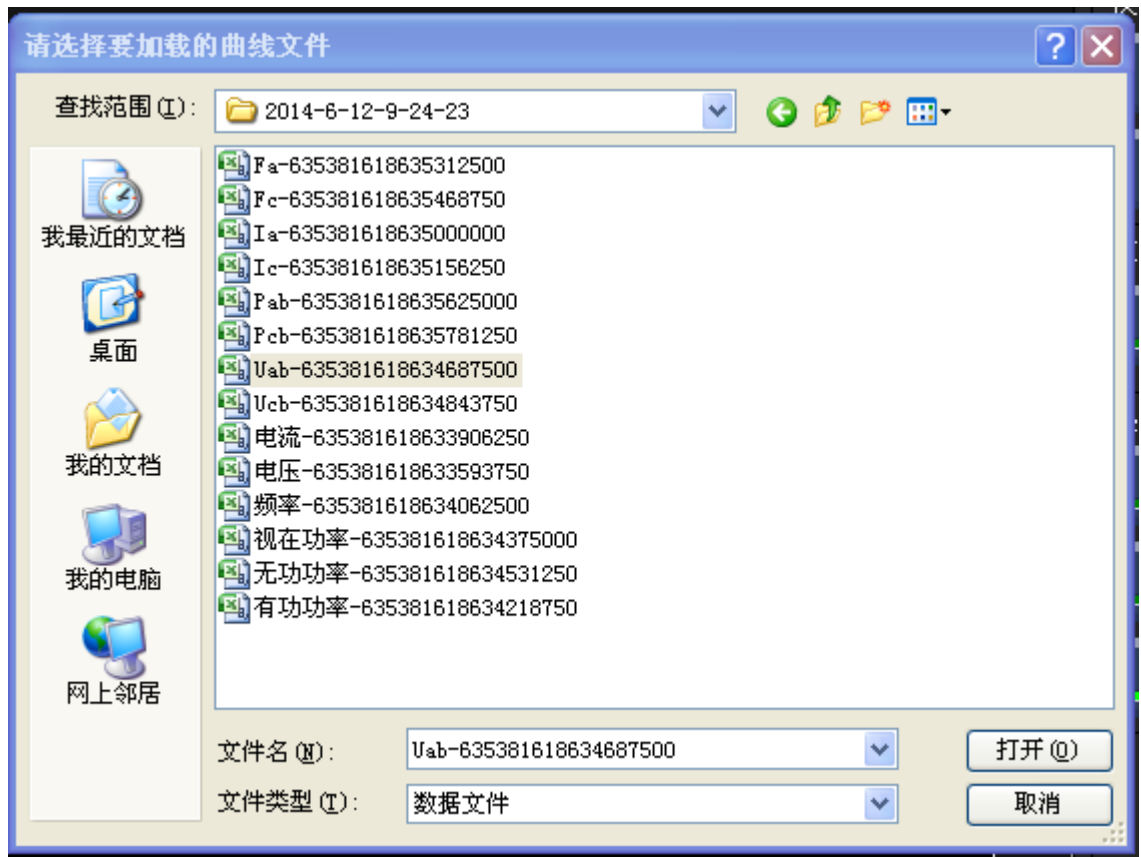 请选择要加载的曲线文件
查找范围(I):
2014-6-12-9-24-23
我最近的文档
桌面
我的文档
我的电脑
网上邻居
Fa-635381618635312500
Fc-635381618635468750
Ia-635381618635000000
Ic-635381618635156250
Pab-635381618635625000
Pcb-635381618635781250
Uab-635381618634687500
Ucb-635381618634843750
电流-635381618633906250
电压-635381618633593750
频率-635381618634062500
视在功率-635381618634375000
无功功率-635381618634531250
有功功率-635381618634218750
文件名(N):
Uab-635381618634687500
打开(O)
文件类型(T):
数据文件
取消